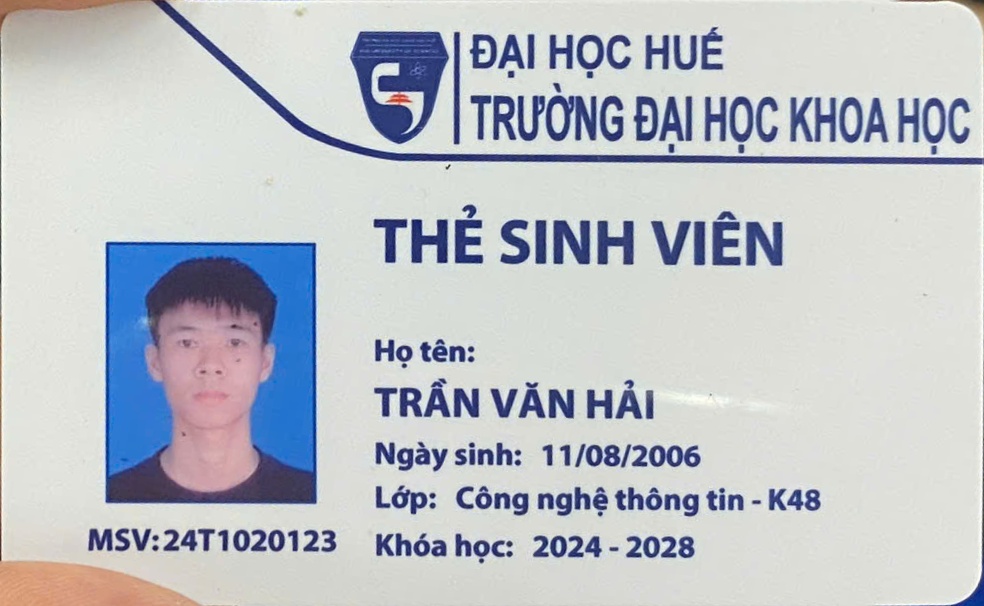 ĐẠI HỌC HUẾ
TRƯỜNG ĐẠI HỌC KHOA HỌC
THẺ SINH VIÊN
Họ tên:
TRẦN VĂN HẢI
Ngày sinh: 11/08/2006
Lớp: Công nghệ thông tin - K48
Khóa học: 2024 - 2028
MSV:24T1020123